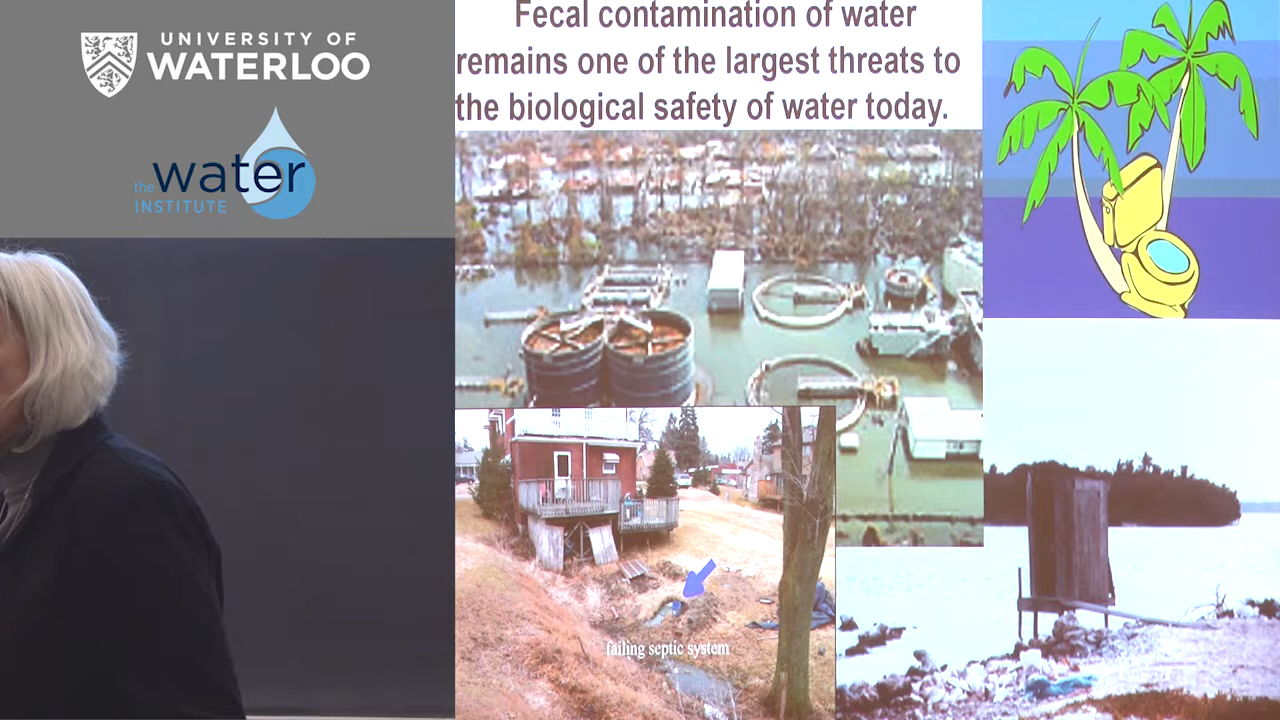 UNIVERSITY OF
WATERLOO
the water
INSTITUTE
Fecal contamination of water
remains one of the largest threats to
the biological safety of water today.
failing septic system